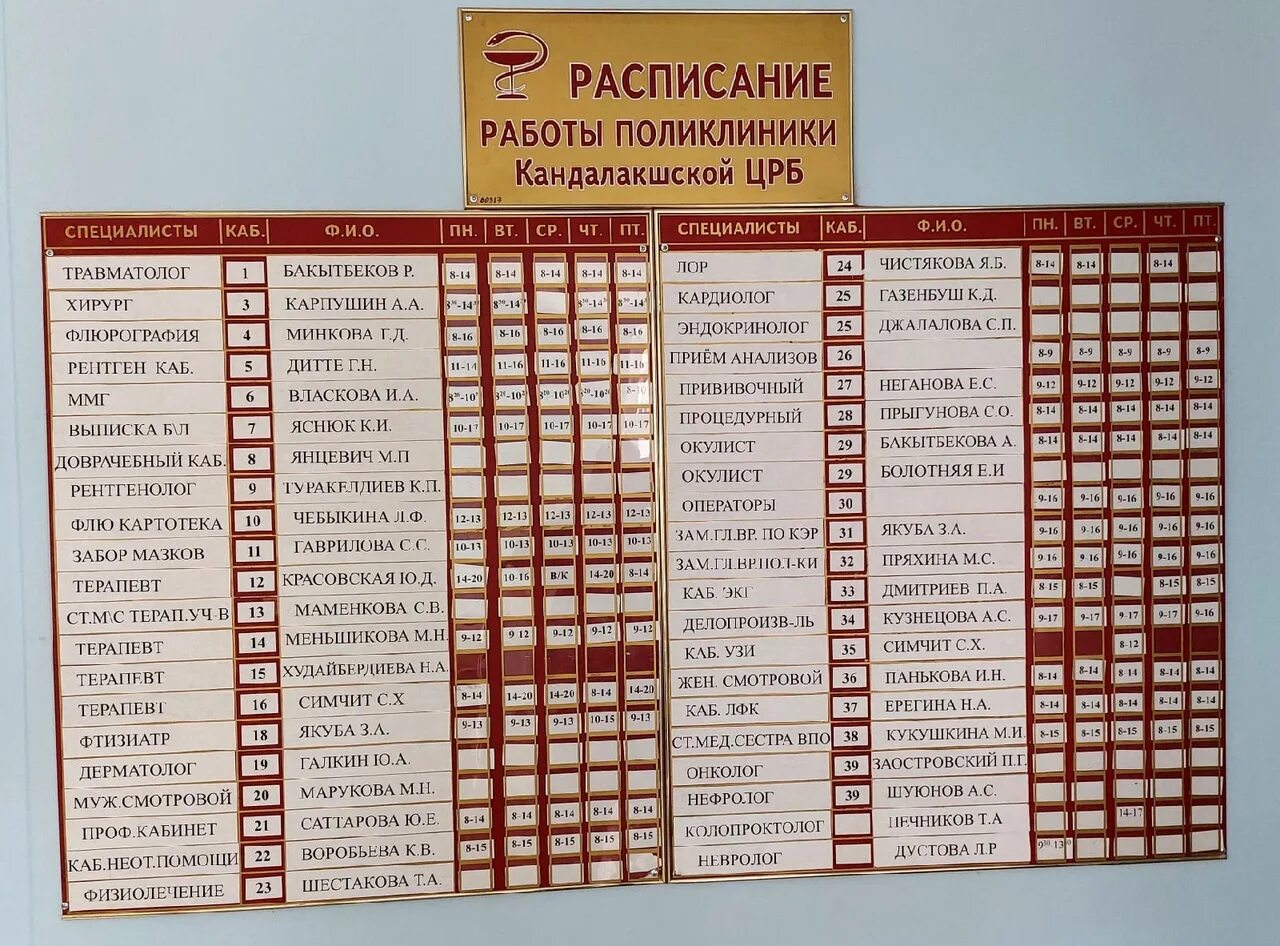 РАСПИСАНИЕ
РАБОТЫ ПОЛИКЛИНИКИ
Кандалакшской ЦРБ
СПЕЦИАЛИСТЫ КАБ. Ф.И.О. ПН. ВТ. СР. ЧТ. ПТ.
ТРАВМАТОЛОГ 1 БАКЫТБЕКОВ Р. 8-14 8-14 8-14 8-14 8-14
ХИРУРГ 3 КАРПУШИН А.А. 8³⁰-14³⁰ 8³⁰-14³⁰ 8³⁰-14³⁰ 8³⁰-14³⁰
ФЛЮРОГРАФИЯ 4 МИНКОВА Г.Д. 8-16 8-16 8-16 8-16 8-16
РЕНТГЕН КАБ. 5 ДИТТЕ Г.Н. 11-14 11-16 11-16 11-16 11-16
ММГ 6 ВЛАСКОВА И.А.
ВЫПИСКА Б\Л 7 ЯСНЮК К.И. 10-17 10-17 10-17 10-17 10-17
ДОВРАЧЕБНЫЙ КАБ. 8 ЯНЦЕВИЧ М.П
РЕНТГЕНОЛОГ 9 ТУРАКЕЛДИЕВ К.П.
ФЛЮ КАРТОТЕКА 10 ЧЕБЫКИНА Л.Ф. 12-13 12-13 12-13 12-13 12-13
ЗАБОР МАЗКОВ 11 ГАВРИЛОВА С.С. 10-13 10-13 10-13 10-13 10-13
ТЕРАПЕВТ 12 КРАСОВСКАЯ Ю.Д. 14-20 10-16 В/К 14-20 8-14
СТ.М\С ТЕРАП.УЧ-В 13 МАМЕНКОВА С.В.
ТЕРАПЕВТ 14 МЕНЬШИКОВА М.Н. 9-12 9-12 9-12 9-12 9-12
ТЕРАПЕВТ 15 ХУДАЙБЕРДИЕВА Н.А.
ТЕРАПЕВТ 16 СИМЧИТ С.Х 8-14 14-20 14-20 8-14 14-20
ФТИЗИАТР 18 ЯКУБА З.А. 9-13 9-13 9-13 10-15 9-13
ДЕРМАТОЛОГ 19 ГАЛКИН Ю.А.
МУЖ.СМОТРОВОЙ 20 МАРУКОВА М.Н.
ПРОФ.КАБИНЕТ 21 САТТАРОВА Ю.Е. 8-14 8-14 8-14 8-14 8-14
КАБ.НЕОТ.ПОМОЩИ 22 ВОРОБЬЕВА К.В. 8-15 8-15 8-15 8-15 8-15
ФИЗИОЛЕЧЕНИЕ 23 ШЕСТАКОВА Т.А.
СПЕЦИАЛИСТЫ КАБ. Ф.И.О. ПН. ВТ. СР. ЧТ. ПТ.
ЛОР 24 ЧИСТЯКОВА Я.Б. 8-14 8-14 8-14
КАРДИОЛОГ 25 ГАЗЕНБУШ К.Д.
ЭНДОКРИНОЛОГ 25 ДЖАЛАЛОВА С.П.
ПРИЁМ АНАЛИЗОВ 26 8-9 8-9 8-9 8-9 8-9
ПРИВИВОЧНЫЙ 27 НЕГАНОВА Е.С. 9-12 9-12 9-12 9-12 9-12
ПРОЦЕДУРНЫЙ 28 ПРЫГУНОВА С.О. 8-14 8-14 8-14 8-14 8-14
ОКУЛИСТ 29 БАКЫТБЕКОВА А. 8-14 8-14 8-14 8-14 8-14
ОКУЛИСТ 29 БОЛОТНЯЯ Е.И
ОПЕРАТОРЫ 30 9-16 9-16 9-16 9-16 9-16
ЗАМ.ГЛ.ВР. ПО КЭР 31 ЯКУБА З.А. 9-16 9-16 9-16 9-16 9-16
ЗАМ.ГЛ.ВР.ПОЛ-КИ 32 ПРЯХИНА М.С. 9-16 9-16 9-16 9-16 9-16
КАБ. ЭКГ 33 ДМИТРИЕВ П.А. 8-15 8-15 8-15 8-15
ДЕЛОПРОИЗВ-ЛЬ 34 КУЗНЕЦОВА А.С. 9-17 9-17 9-17 9-17 9-16
КАБ. УЗИ 35 СИМЧИТ С.Х. 8-12
ЖЕН. СМОТРОВОЙ 36 ПАНЬКОВА И.Н. 8-14 8-14 8-14 8-14 8-14
КАБ. ЛФК 37 ЕРЕГИНА Н.А. 8-14 8-14 8-14 8-14 8-14
СТ.МЕД.СЕСТРА ВПО 38 КУКУШКИНА М.И. 8-15 8-15 8-15 8-15 8-15
ОНКОЛОГ 39 ЗАОСТРОВСКИЙ П.Г.
НЕФРОЛОГ 39 ШУЮНОВ А.С.
КОЛОПРОКТОЛОГ ПЕЧНИКОВ Т.А 14-17
НЕВРОЛОГ ДУСТОВА Л.Р 9³⁰-13⁰